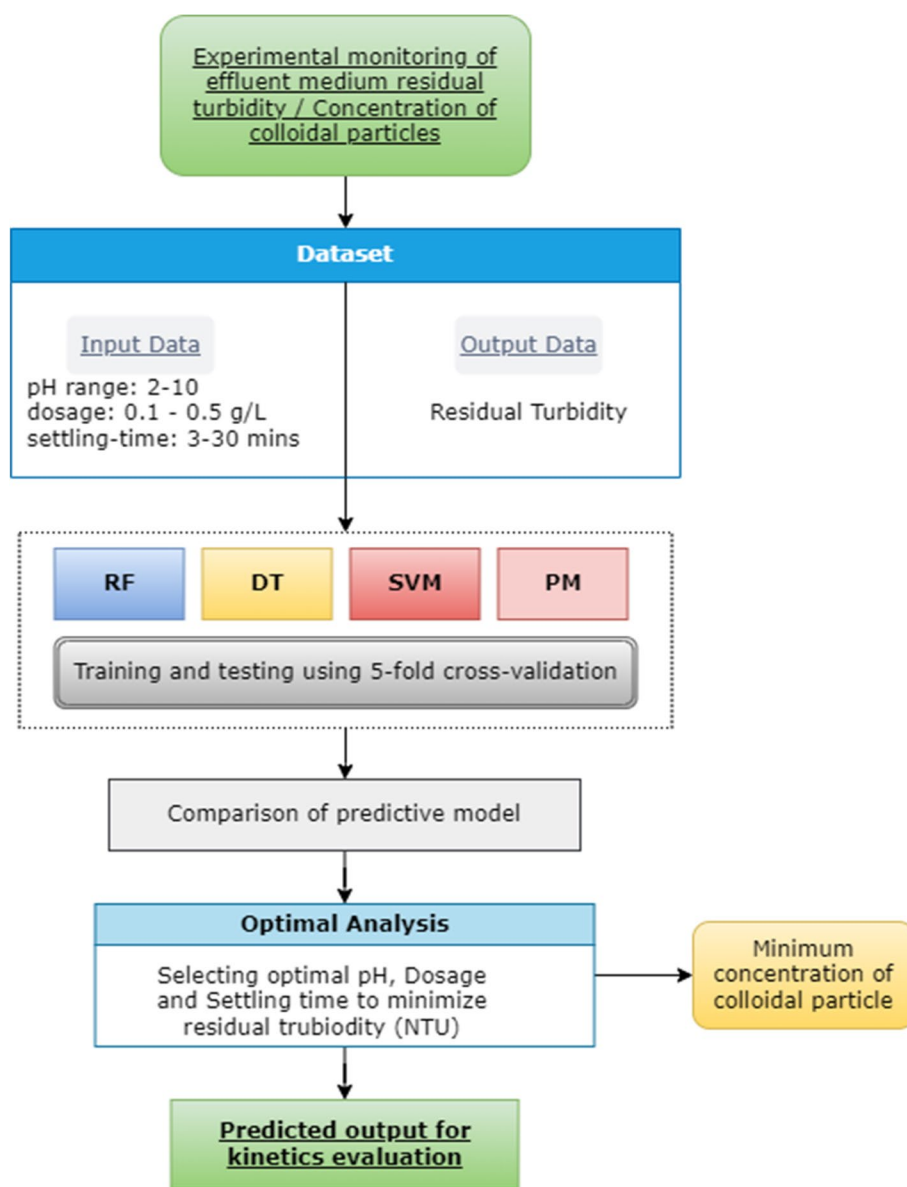 Experimental monitoring of
effluent medium residual
turbidity / Concentration of
colloidal particles
Dataset
Input Data
pH range: 2-10
dosage: 0.1 - 0.5 g/L
settling-time: 3-30 mins
Output Data
Residual Turbidity
RF
DT
SVM
PM
Training and testing using 5-fold cross-validation
Comparison of predictive model
Optimal Analysis
Selecting optimal pH, Dosage
and Settling time to minimize
residual trubiodity (NTU)
Minimum
concentration of
colloidal particle
Predicted output for
kinetics evaluation